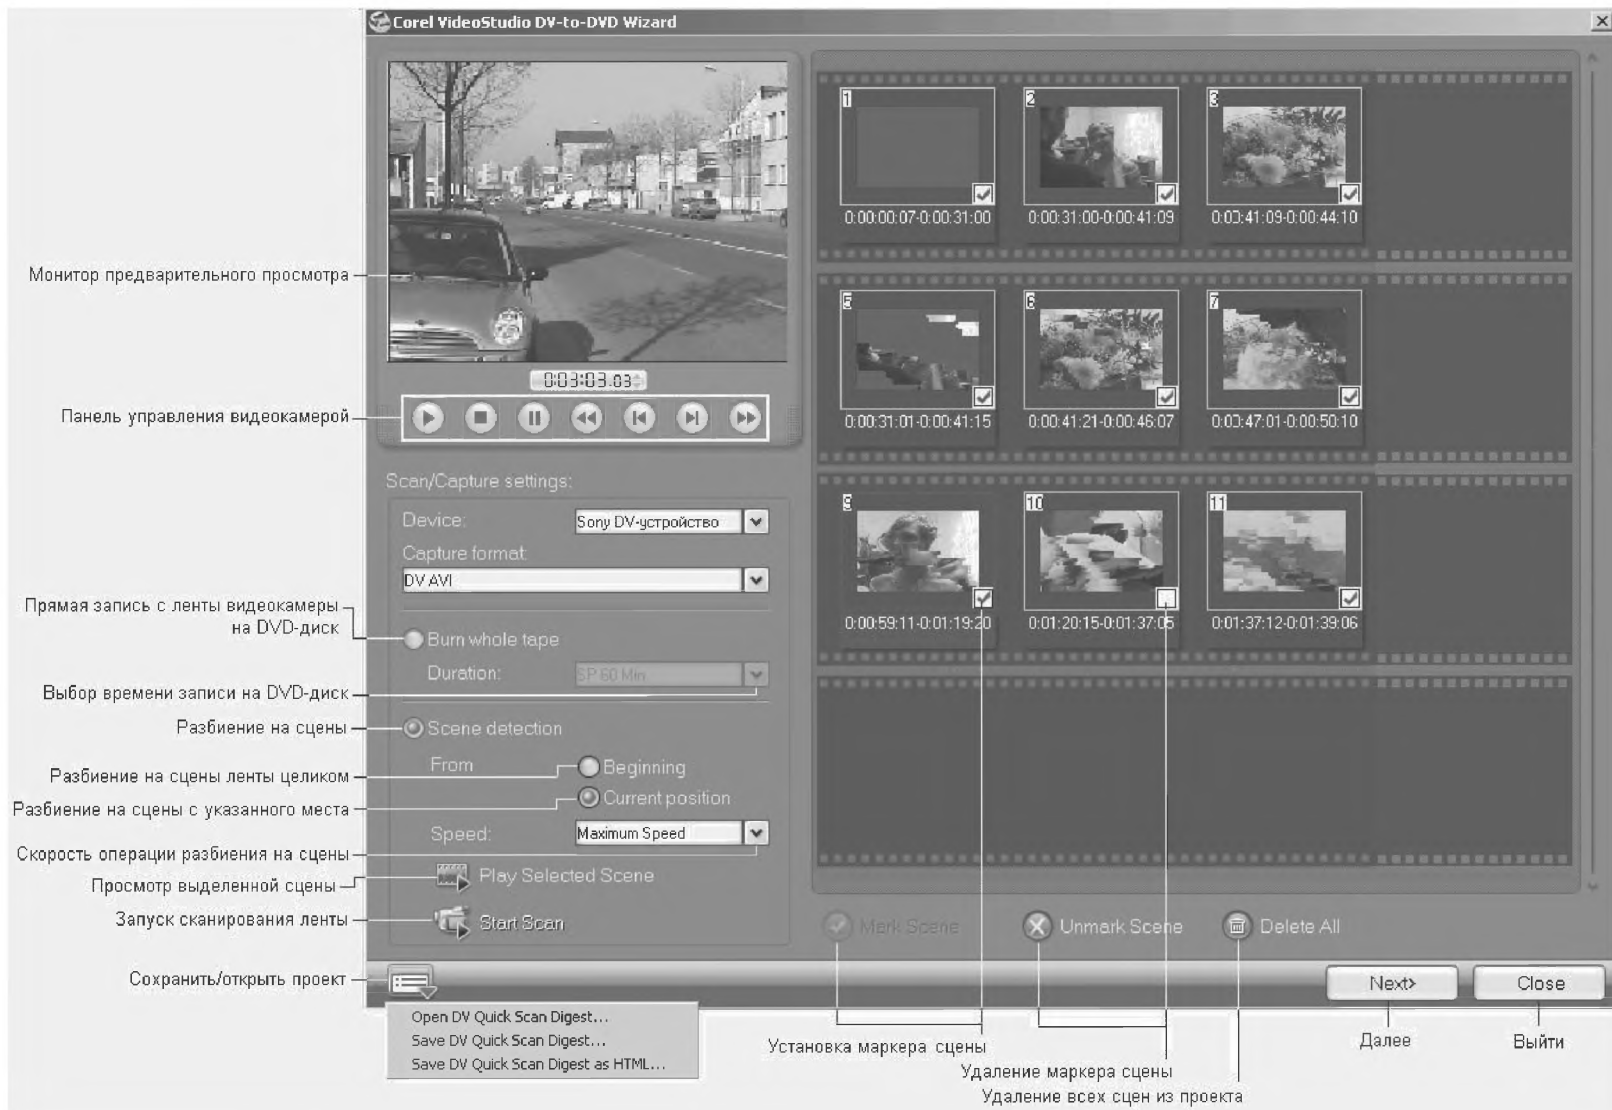 Corel VideoStudio DV-to-DVD Wizard
Монитор предварительного просмотра
0:03:03.03
Панель управления видеокамерой
Scan/Capture settings:
Device:
Sony DV-устройство
Capture format:
DV AVI
Прямая запись с ленты видеокамеры
на DVD-диск
Burn whole tape
Duration:
SP 60 Min
Выбор времени записи на DVD-диск
Разбиение на сцены
Scene detection
From
Beginning
Разбиение на сцены ленты целиком
Current position
Разбиение на сцены с указанного места
Speed:
Maximum Speed
Скорость операции разбиения на сцены
Play Selected Scene
Просмотр выделенной сцены
Start Scan
Запуск сканирования ленты
Сохранить/открыть проект
Open DV Quick Scan Digest...
Save DV Quick Scan Digest...
Save DV Quick Scan Digest as HTML...
1
2
3
0:00:00:07-0:00:31:00
0:00:31:00-0:00:41:09
0:00:41:09-0:00:44:10
5
6
7
0:00:31:01-0:00:41:15
0:00:41:21-0:00:46:07
0:00:47:01-0:00:50:10
9
10
11
0:00:59:11-0:01:19:20
0:01:20:15-0:01:37:05
0:01:37:12-0:01:39:06
Mark Scene
Unmark Scene
Delete All
Next>
Close
Установка маркера сцены
Удаление маркера сцены
Удаление всех сцен из проекта
Далее
Выйти